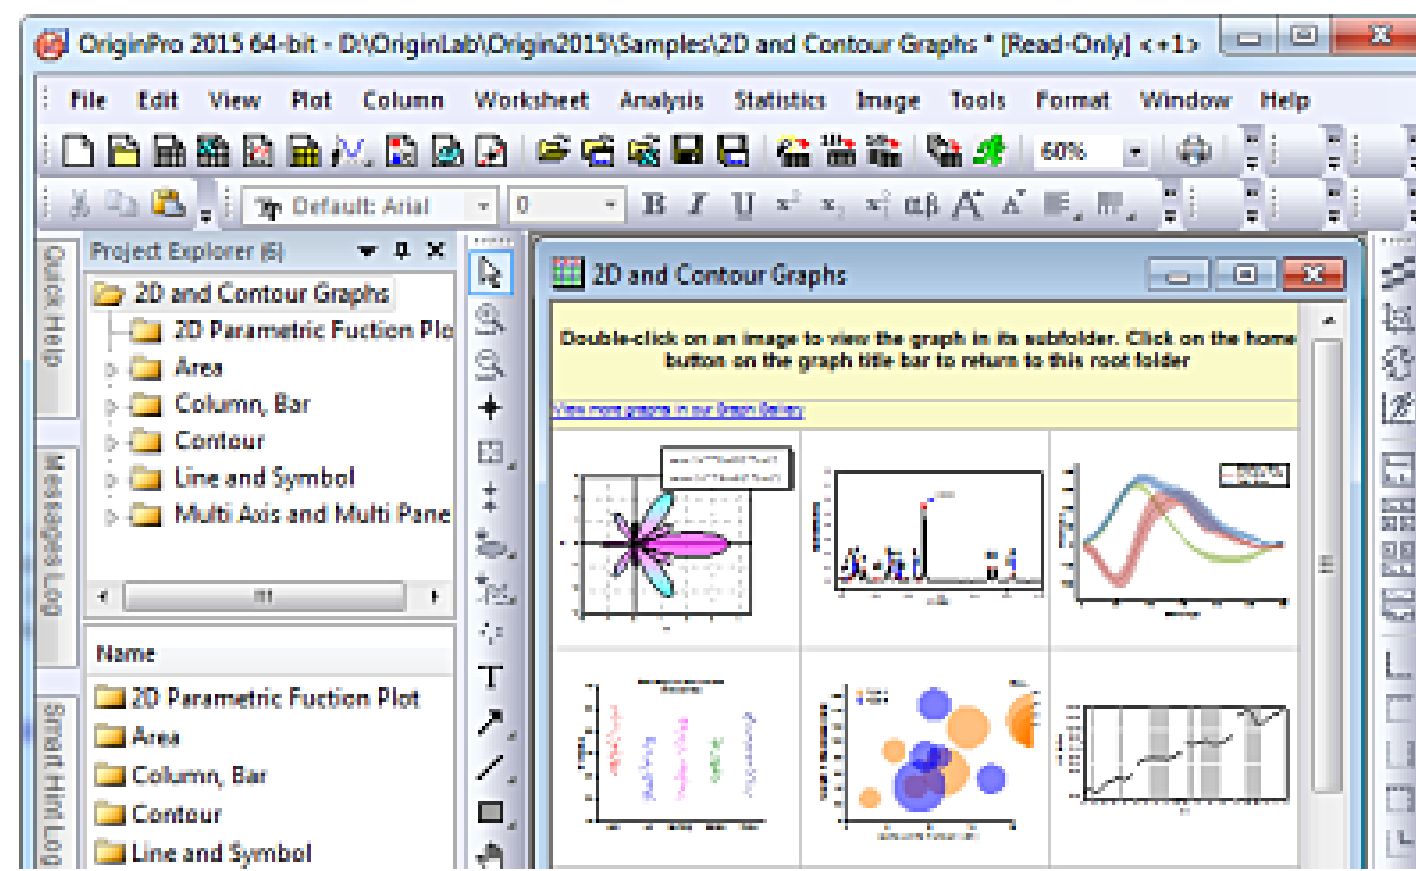 OriginPro 2015 64-bit - D:\OriginLab\Origin2015\Samples\2D and Contour Graphs * [Read-Only] <+1>
File Edit View Plot Column Worksheet Analysis Statistics Image Tools Format Window Help
60%
Default: Arial 0 B I U x² x₂ αβ A A
Quick Help
Messages Log
Smart Hint Log
Project Explorer (6)
2D and Contour Graphs
2D Parametric Fuction Plo
Area
Column, Bar
Contour
Line and Symbol
Multi Axis and Multi Pane
Name
2D Parametric Fuction Plot
Area
Column, Bar
Contour
Line and Symbol
T
2D and Contour Graphs
Double-click on an image to view the graph in its subfolder. Click on the home
button on the graph title bar to return to this root folder
View more graphs in our Graph Gallery